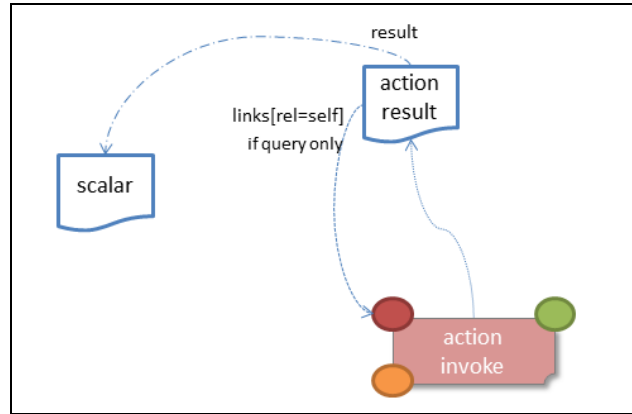 result
action
result
links[rel=self]
if query only
scalar
action
invoke